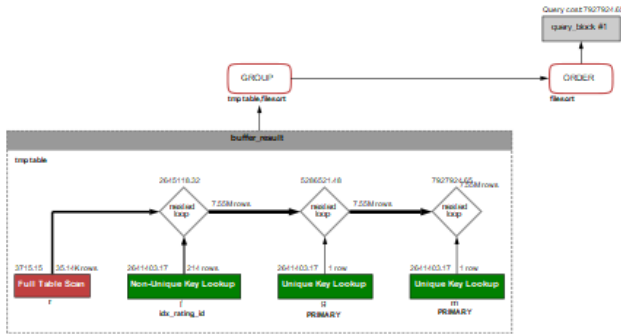 Query cost: 7927924.65
query_block #1
GROUP
ORDER
tmp table/filesort
filesort
buffer_result
tmp table
2645118.32
5286521.48
7927924.65
7.55M rows
nested loop
7.55M rows
nested loop
7.55M rows
nested loop
3715.15
35.14K rows
2641403.17
214 rows
2641403.17
1 row
2641403.17
1 row
Full Table Scan
Non-Unique Key Lookup
Unique Key Lookup
Unique Key Lookup
r
idx_rating_id
g
PRIMARY
m
PRIMARY